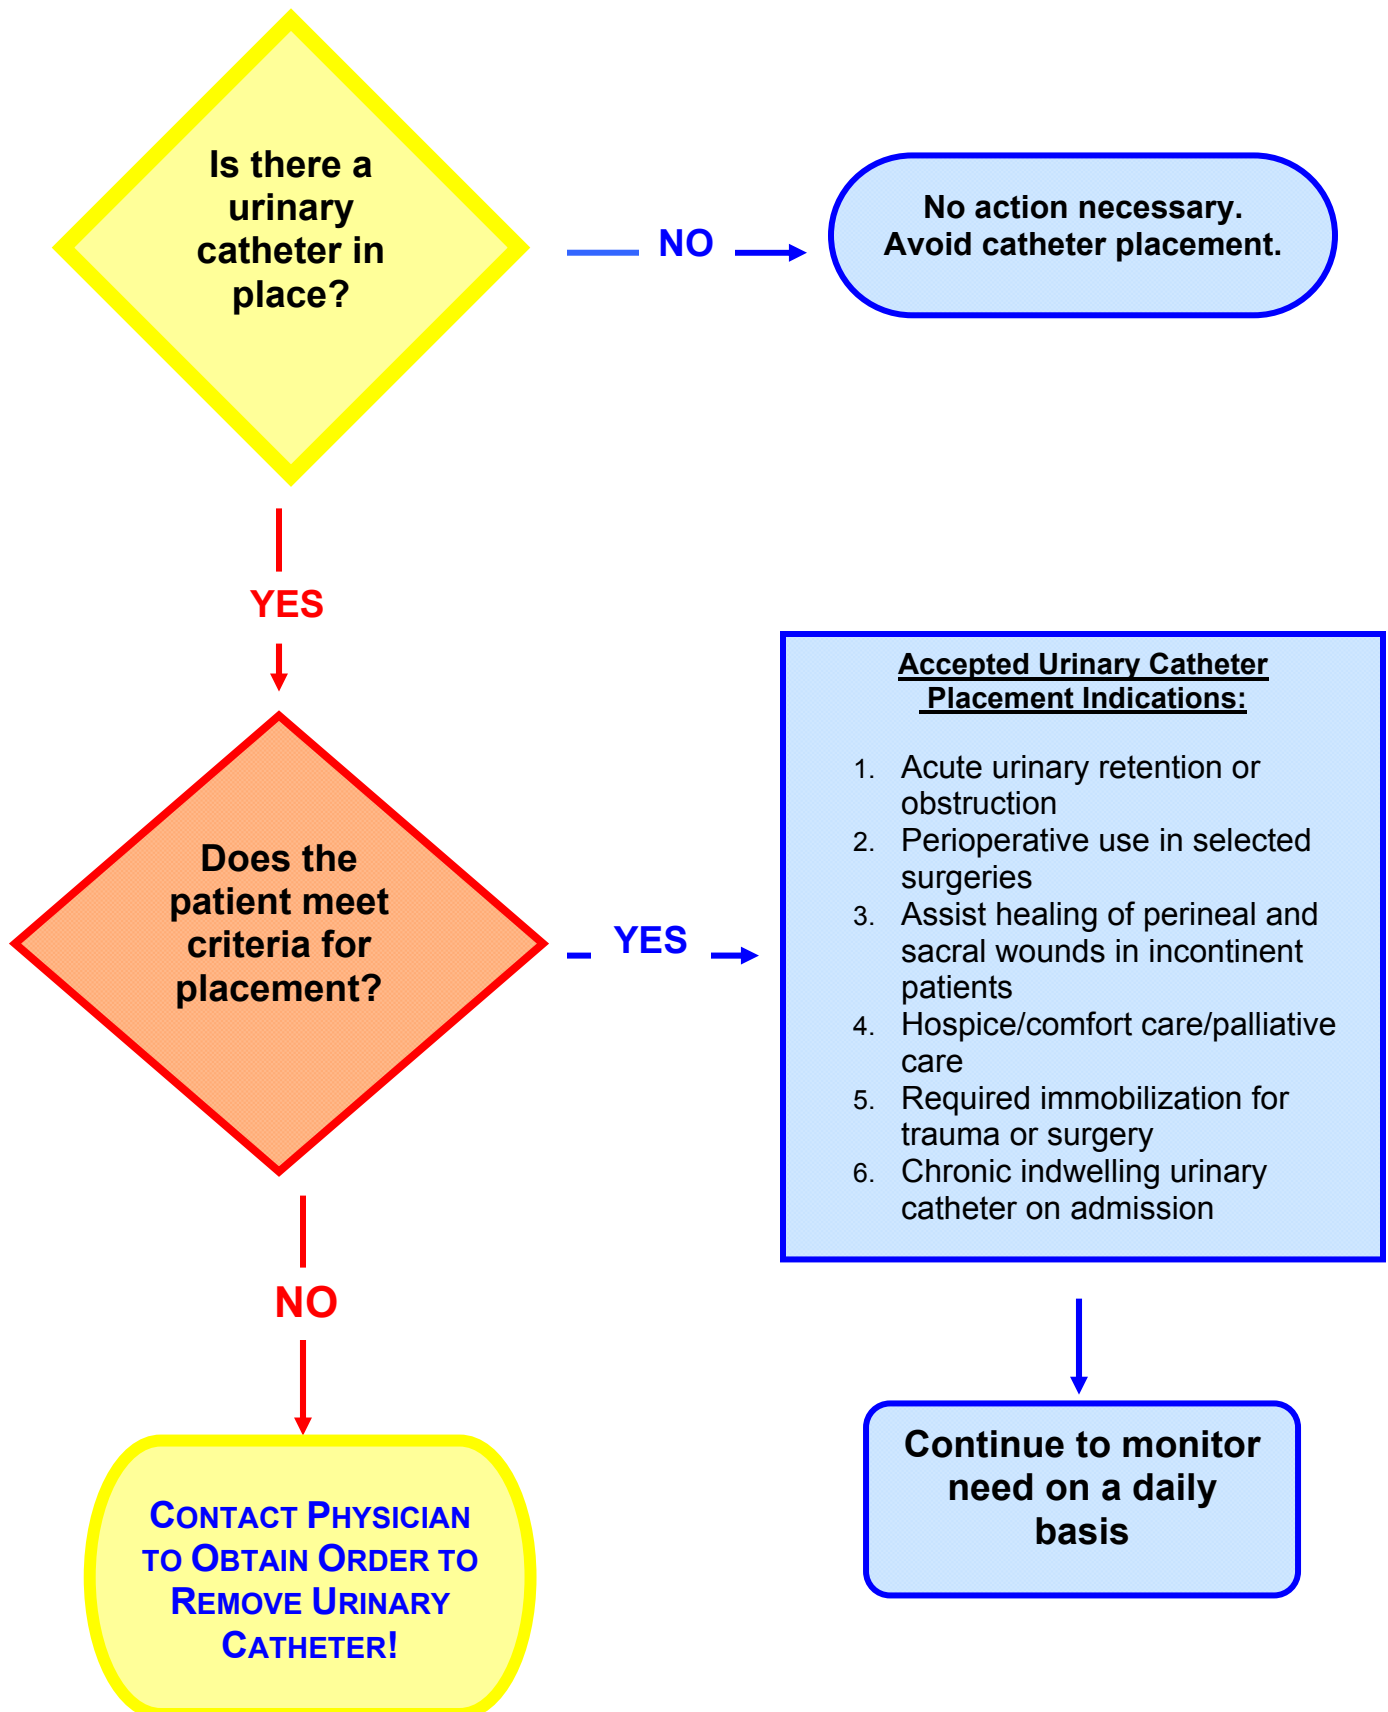 Is there a
urinary
catheter in
place?
NO
No action necessary.
Avoid catheter placement.
YES
Does the
patient meet
criteria for
placement?
YES
Accepted Urinary Catheter
Placement Indications:
1. Acute urinary retention or
obstruction
2. Perioperative use in selected
surgeries
3. Assist healing of perineal and
sacral wounds in incontinent
patients
4. Hospice/comfort care/palliative
care
5. Required immobilization for
trauma or surgery
6. Chronic indwelling urinary
catheter on admission
NO
CONTACT PHYSICIAN
TO OBTAIN ORDER TO
REMOVE URINARY
CATHETER!
Continue to monitor
need on a daily
basis